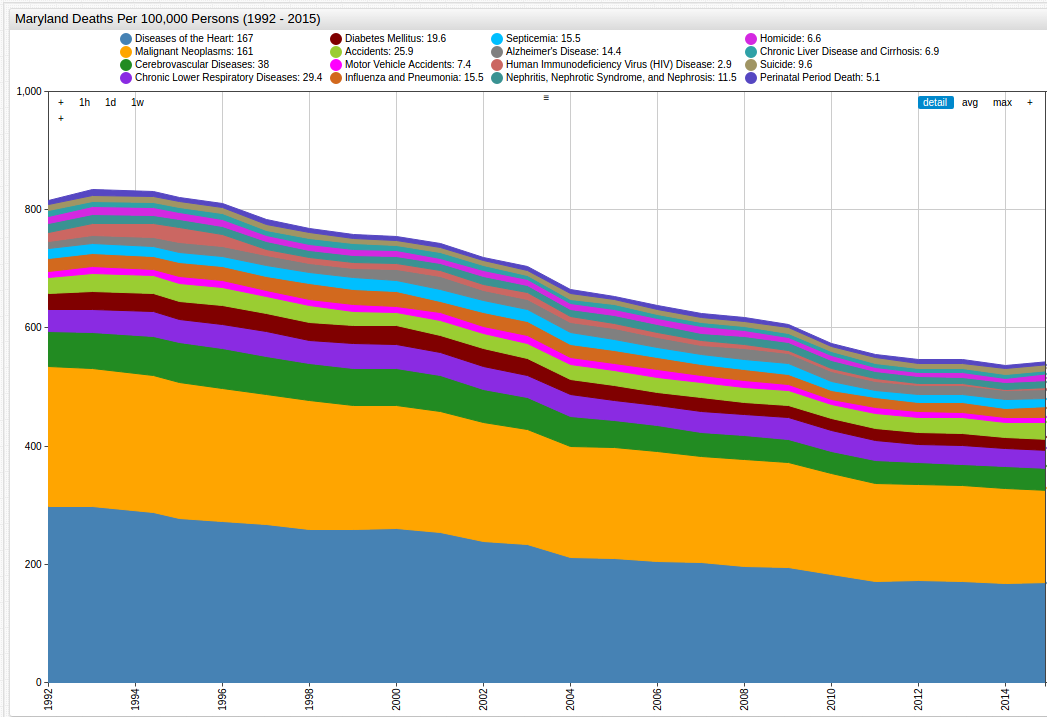 Maryland Deaths Per 100,000 Persons (1992 - 2015)
Diseases of the Heart: 167 Diabetes Mellitus: 19.6 Septicemia: 15.5 Homicide: 6.6
Malignant Neoplasms: 161 Accidents: 25.9 Alzheimer's Disease: 14.4 Chronic Liver Disease and Cirrhosis: 6.9
Cerebrovascular Diseases: 38 Motor Vehicle Accidents: 7.4 Human Immunodeficiency Virus (HIV) Disease: 2.9 Suicide: 9.6
Chronic Lower Respiratory Diseases: 29.4 Influenza and Pneumonia: 15.5 Nephritis, Nephrotic Syndrome, and Nephrosis: 11.5 Perinatal Period Death: 5.1
1,000
+ 1h 1d 1w ≡ detail avg max +
+
800
600
400
200
0
1992 1994 1996 1998 2000 2002 2004 2006 2008 2010 2012 2014